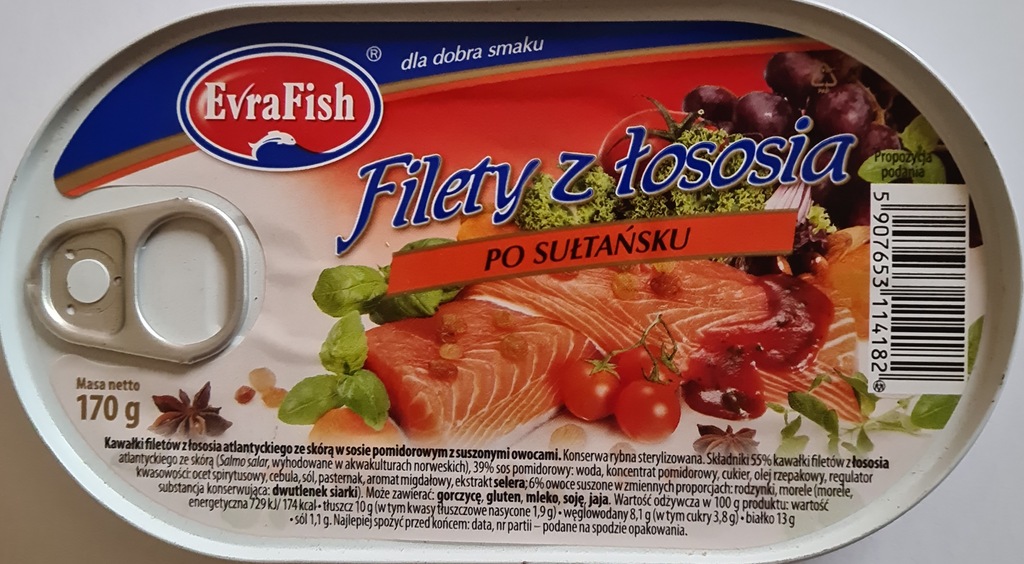 EvraFish
®
dla dobra smaku
Filety z łososia
PO SUŁTAŃSKU
Propozycja
podania
5 907653 114182
Masa netto
170 g
Kawałki filetów z łososia atlantyckiego ze skórą w sosie pomidorowym z suszonymi owocami. Konserwa rybna sterylizowana. Składniki 55% kawałki filetów z łososia
atlantyckiego ze skórą (Salmo salar, wyhodowane w akwakulturach norweskich), 39% sos pomidorowy: woda, koncentrat pomidorowy, cukier, olej rzepakowy, regulator
kwasowości: ocet spirytusowy, cebula, sól, pasternak, aromat migdałowy, ekstrakt selera; 6% owoce suszone w zmiennych proporcjach: rodzynki, morele (morele,
substancja konserwująca: dwutlenek siarki). Może zawierać: gorczycę, gluten, mleko, soję, jaja. Wartość odżywcza w 100 g produktu: wartość
energetyczna 729 kJ/ 174 kcal • tłuszcz 10 g (w tym kwasy tłuszczowe nasycone 1,9 g) • węglowodany 8,1 g (w tym cukry 3,8 g) • białko 13 g
• sól 1,1 g. Najlepiej spożyć przed końcem: data, nr partii – podane na spodzie opakowania.